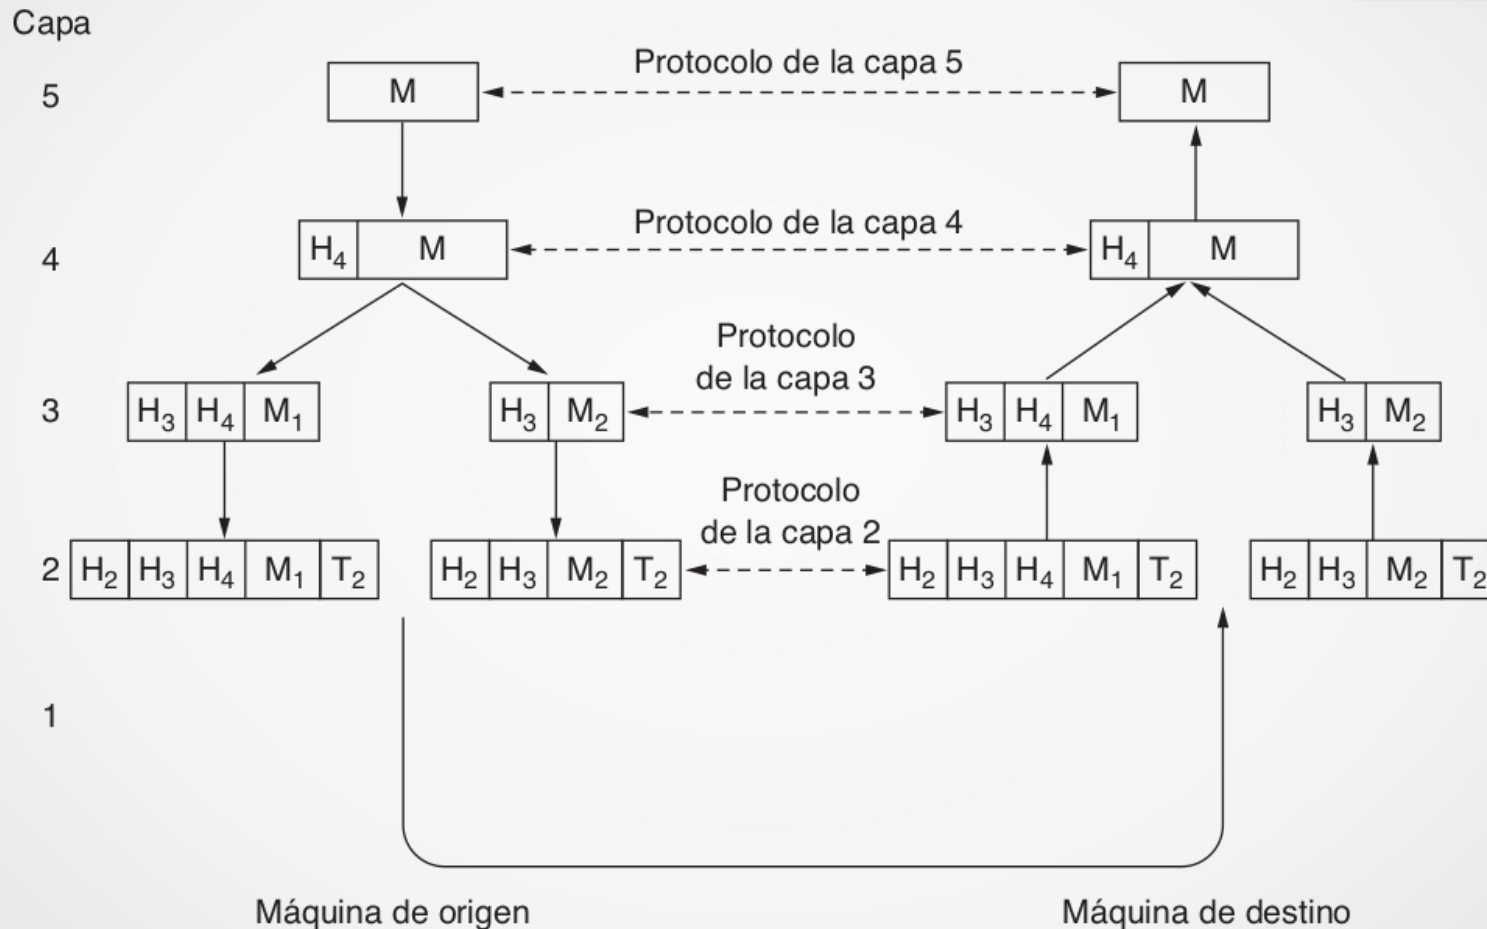 Capa
5
M
Protocolo de la capa 5
M
4
H₄ M
Protocolo de la capa 4
H₄ M
3
H₃ H₄ M₁
H₃ M₂
Protocolo
de la capa 3
H₃ H₄ M₁
H₃ M₂
2
H₂ H₃ H₄ M₁ T₂
H₂ H₃ M₂ T₂
Protocolo
de la capa 2
H₂ H₃ H₄ M₁ T₂
H₂ H₃ M₂ T₂
1
Máquina de origen
Máquina de destino